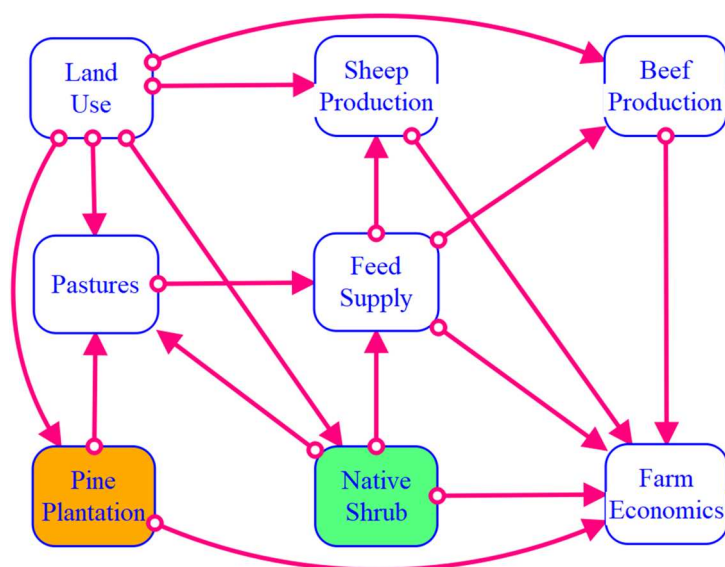 Land
Use
Sheep
Production
Beef
Production
Pastures
Feed
Supply
Pine
Plantation
Native
Shrub
Farm
Economics